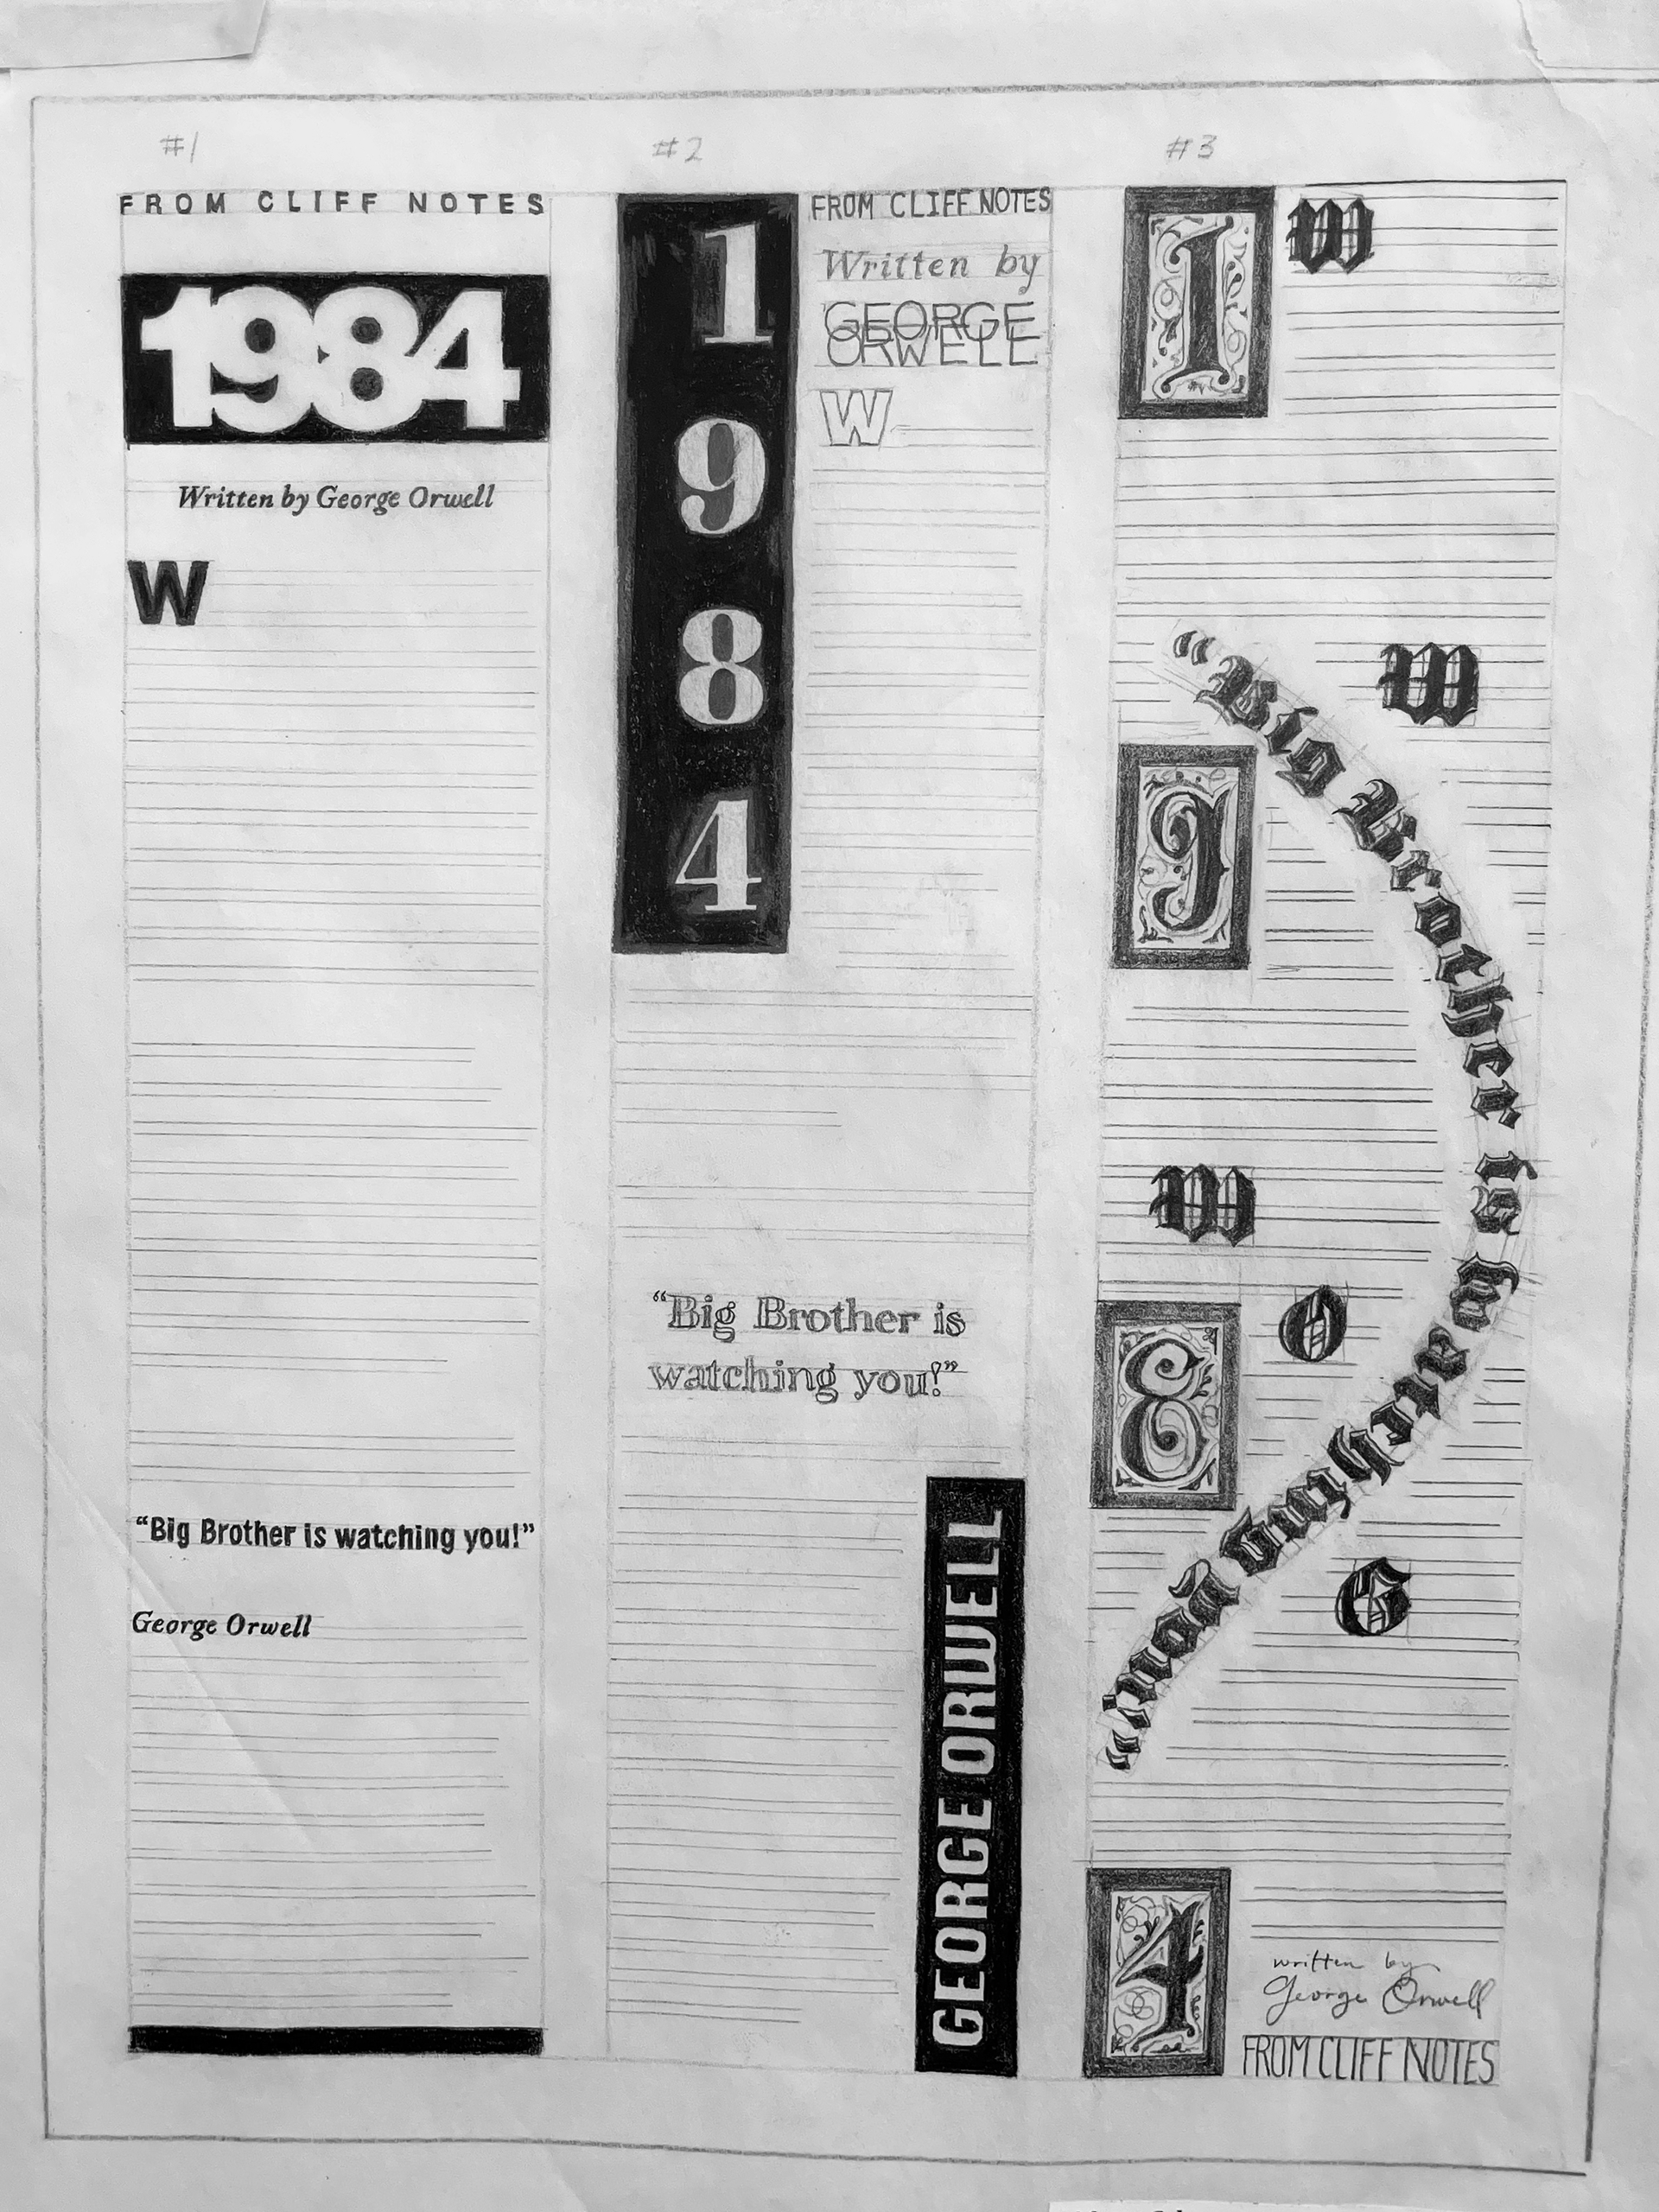 #1
FROM CLIFF NOTES
1984
Written by George Orwell
W
"Big Brother is watching you!"
George Orwell
#2
1
9
8
4
FROM CLIFF NOTES
Written by
GEORGE
ORWELL
W
"Big Brother is
watching you!"
GEORGE ORWELL
#3
1
W
W
"Big Brother is watching you!"
9
W
8
O
G
4
written by
George Orwell
FROM CLIFF NOTES